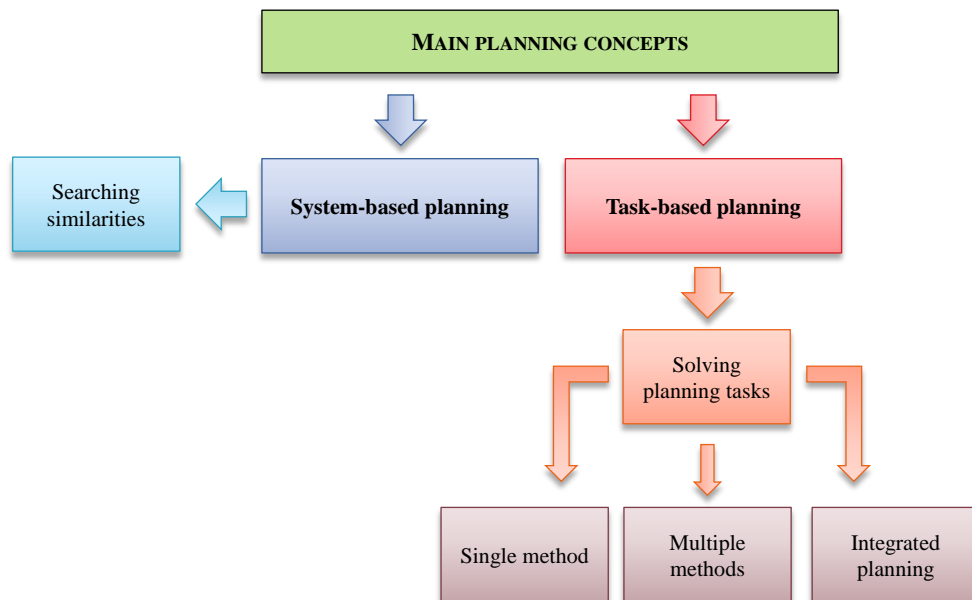 MAIN PLANNING CONCEPTS
Searching
similarities
System-based planning
Task-based planning
Solving
planning tasks
Single method
Multiple
methods
Integrated
planning